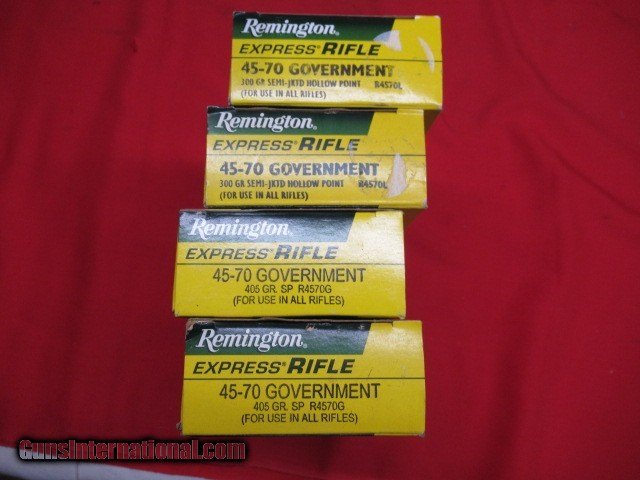 Remington
EXPRESS® RIFLE
45-70 GOVERNMENT
300 GR SEMI-JKTD HOLLOW POINT R4570L
(FOR USE IN ALL RIFLES)
Remington
EXPRESS® RIFLE
45-70 GOVERNMENT
300 GR SEMI-JKTD HOLLOW POINT R4570L
(FOR USE IN ALL RIFLES)
Remington
EXPRESS® RIFLE
45-70 GOVERNMENT
405 GR. SP R4570G
(FOR USE IN ALL RIFLES)
Remington
EXPRESS® RIFLE
45-70 GOVERNMENT
405 GR. SP R4570G
(FOR USE IN ALL RIFLES)
GunsInternational.com